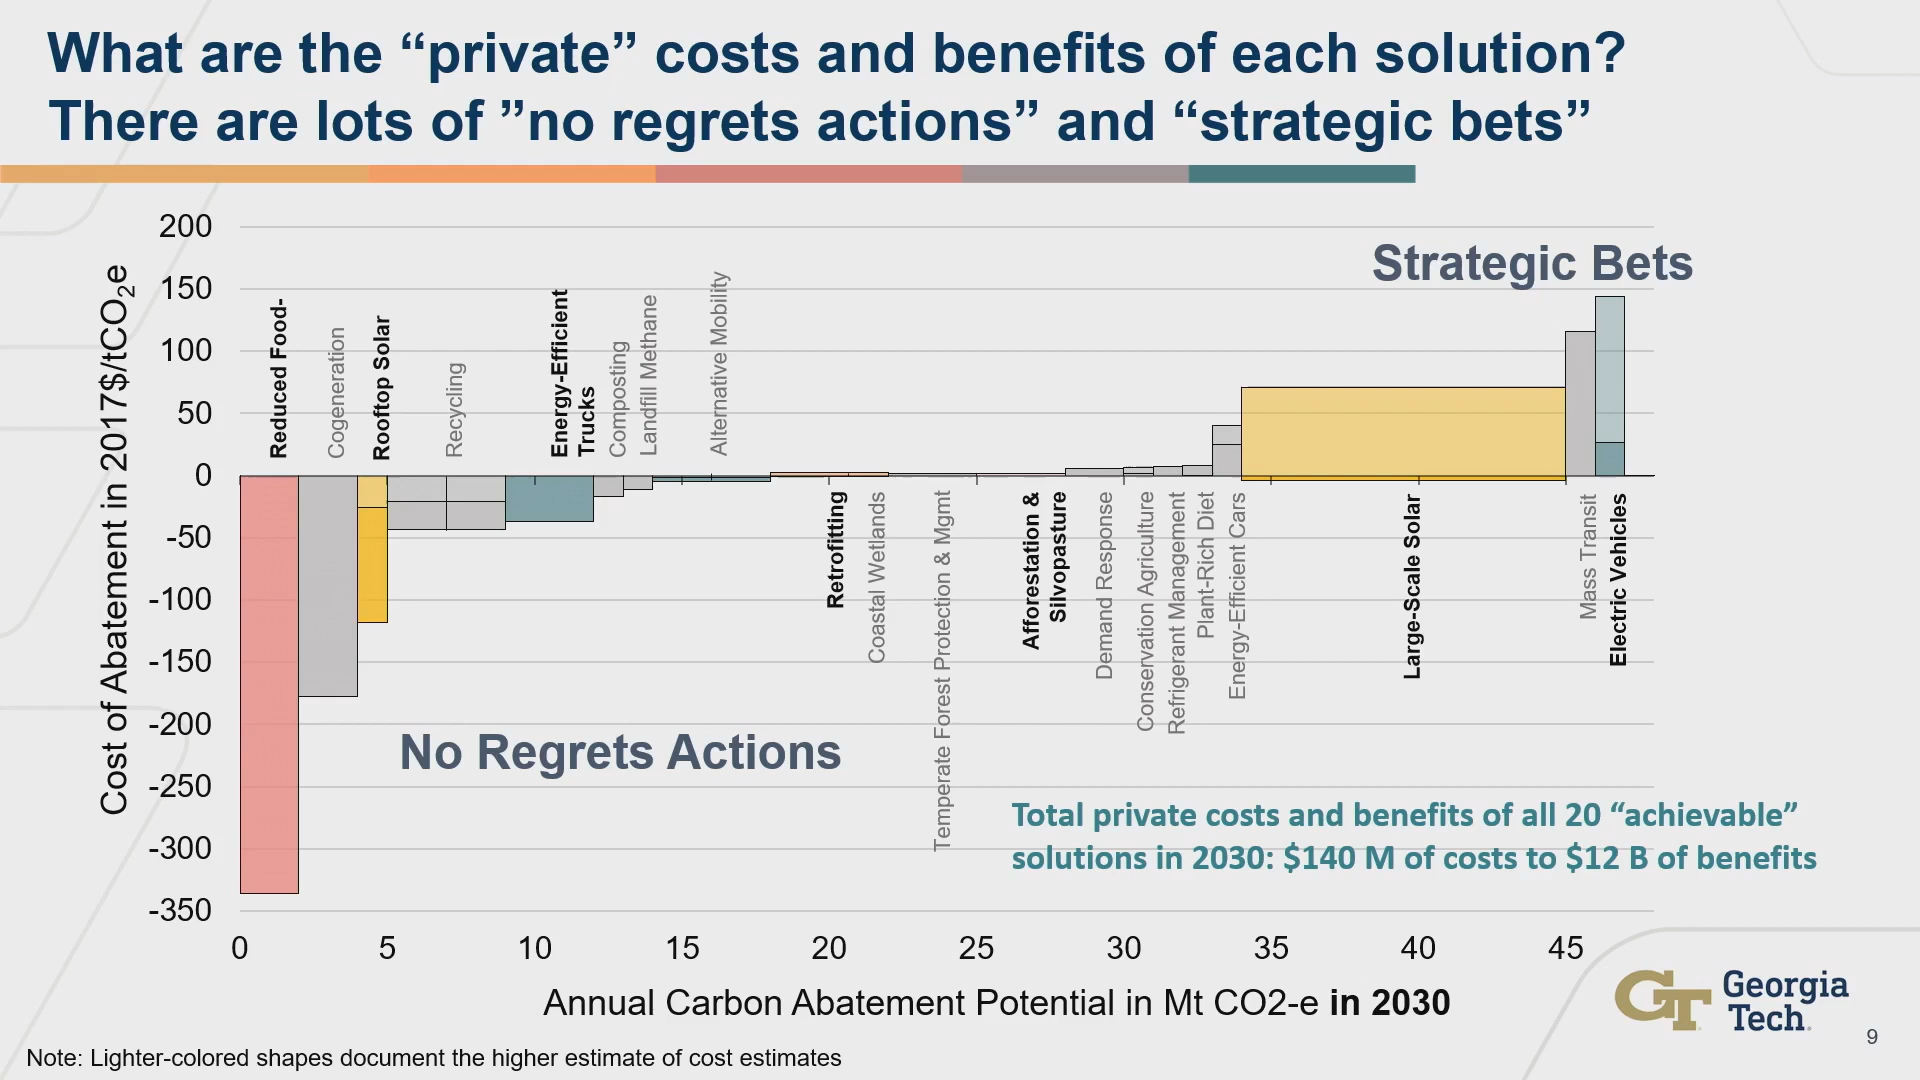 What are the “private” costs and benefits of each solution?
There are lots of ”no regrets actions” and “strategic bets”
Cost of Abatement in 2017$/tCO2e
200
150
100
50
0
-50
-100
-150
-200
-250
-300
-350
Reduced Food-
Cogeneration
Rooftop Solar
Recycling
Energy-Efficient
Trucks
Composting
Landfill Methane
Alternative Mobility
Strategic Bets
Retrofitting
Coastal Wetlands
Temperate Forest Protection & Mgmt
Afforestation &
Silvopasture
Demand Response
Conservation Agriculture
Refrigerant Management
Plant-Rich Diet
Energy-Efficient Cars
Large-Scale Solar
Mass Transit
Electric Vehicles
No Regrets Actions
Total private costs and benefits of all 20 “achievable”
solutions in 2030: $140 M of costs to $12 B of benefits
0 5 10 15 20 25 30 35 40 45
Annual Carbon Abatement Potential in Mt CO2-e in 2030
GT
Georgia
Tech.
9
Note: Lighter-colored shapes document the higher estimate of cost estimates